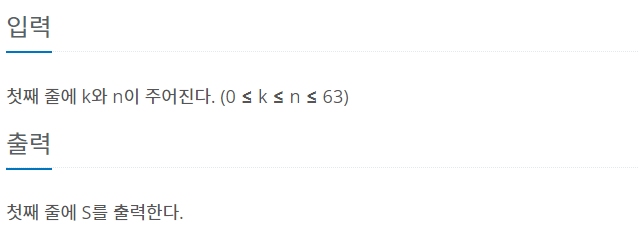 입력
첫째 줄에 k와 n이 주어진다. (0 ≤ k ≤ n ≤ 63)
출력
첫째 줄에 S를 출력한다.